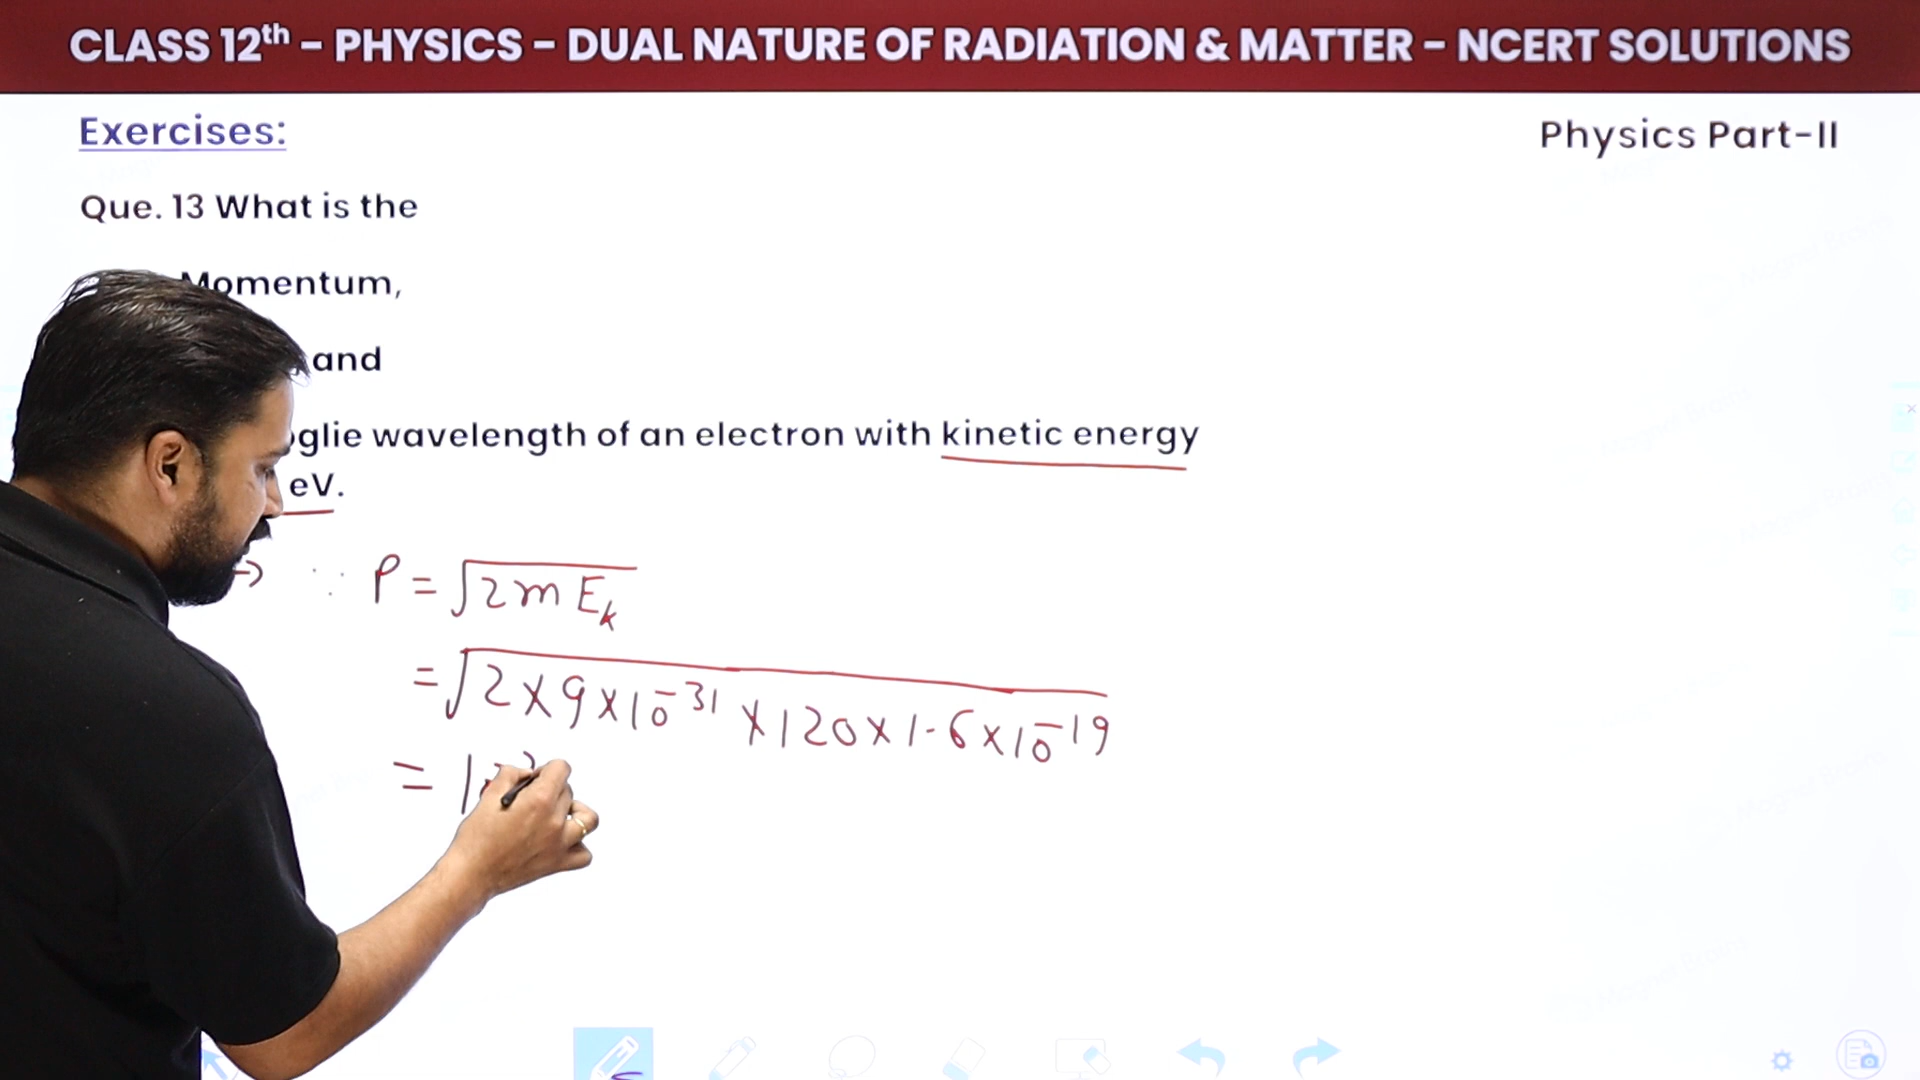 CLASS 12th – PHYSICS – DUAL NATURE OF RADIATION & MATTER – NCERT SOLUTIONS
Exercises:
Physics Part-II
Que. 13 What is the
Momentum,
and
glie wavelength of an electron with kinetic energy
eV.
→ ∵ P = √2mEk
= √2×9×10⁻³¹ ×120×1.6×10⁻¹⁹
= 10